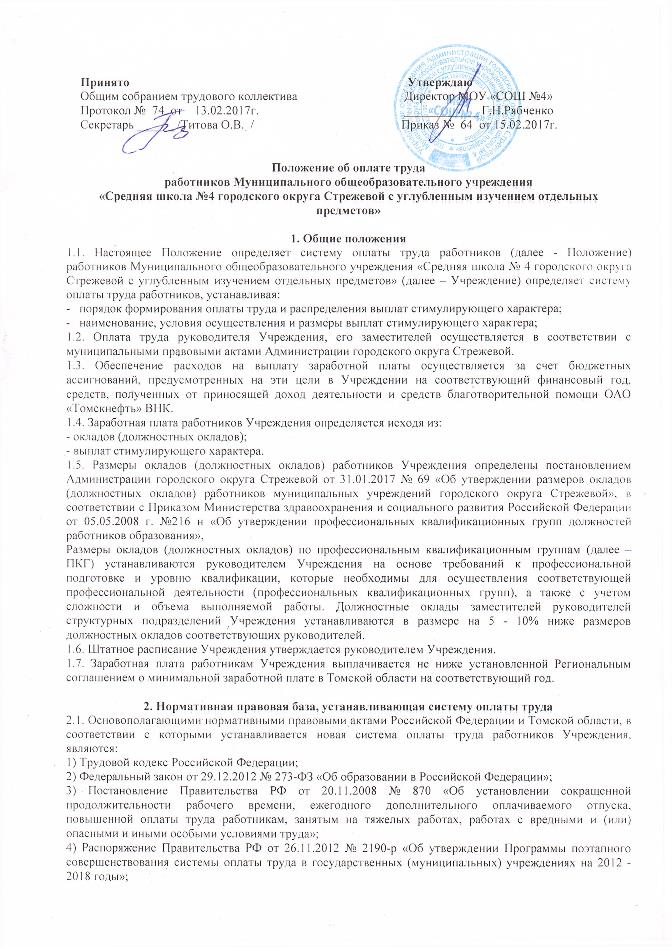 Принято Утверждаю
Общим собранием трудового коллектива Директор МОУ «СОШ №4»
Протокол № 74 от 13.02.2017г. Г.Н.Рябченко
Секретарь Титова О.В. / Приказ № 64 от 15.02.2017г.
Положение об оплате труда
работников Муниципального общеобразовательного учреждения
«Средняя школа №4 городского округа Стрежевой с углубленным изучением отдельных
предметов»
1. Общие положения
1.1. Настоящее Положение определяет систему оплаты труда работников (далее - Положение)
работников Муниципального общеобразовательного учреждения «Средняя школа № 4 городского округа
Стрежевой с углубленным изучением отдельных предметов» (далее – Учреждение) определяет систему
оплаты труда работников, устанавливая:
- порядок формирования оплаты труда и распределения выплат стимулирующего характера;
- наименование, условия осуществления и размеры выплат стимулирующего характера;
1.2. Оплата труда руководителя Учреждения, его заместителей осуществляется в соответствии с
муниципальными правовыми актами Администрации городского округа Стрежевой.
1.3. Обеспечение расходов на выплату заработной платы осуществляется за счет бюджетных
ассигнований, предусмотренных на эти цели в Учреждении на соответствующий финансовый год,
средств, полученных от приносящей доход деятельности и средств благотворительной помощи ОАО
«Томскнефть» ВНК.
1.4. Заработная плата работников Учреждения определяется исходя из:
- окладов (должностных окладов);
- выплат стимулирующего характера.
1.5. Размеры окладов (должностных окладов) работников Учреждения определены постановлением
Администрации городского округа Стрежевой от 31.01.2017 № 69 «Об утверждении размеров окладов
(должностных окладов) работников муниципальных учреждений городского округа Стрежевой», в
соответствии с Приказом Министерства здравоохранения и социального развития Российской Федерации
от 05.05.2008 г. №216 н «Об утверждении профессиональных квалификационных групп должностей
работников образования».
Размеры окладов (должностных окладов) по профессиональным квалификационным группам (далее –
ПКГ) устанавливаются руководителем Учреждения на основе требований к профессиональной
подготовке и уровню квалификации, которые необходимы для осуществления соответствующей
профессиональной деятельности (профессиональных квалификационных групп), а также с учетом
сложности и объема выполняемой работы. Должностные оклады заместителей руководителей
структурных подразделений Учреждения устанавливаются в размере на 5 - 10% ниже размеров
должностных окладов соответствующих руководителей.
1.6. Штатное расписание Учреждения утверждается руководителем Учреждения.
1.7. Заработная плата работникам Учреждения выплачивается не ниже установленной Региональным
соглашением о минимальной заработной плате в Томской области на соответствующий год.
2. Нормативная правовая база, устанавливающая систему оплаты труда
2.1. Основополагающими нормативными правовыми актами Российской Федерации и Томской области, в
соответствии с которыми устанавливается новая система оплаты труда работников Учреждения,
являются:
1) Трудовой кодекс Российской Федерации;
2) Федеральный закон от 29.12.2012 № 273-ФЗ «Об образовании в Российской Федерации»;
3) Постановление Правительства РФ от 20.11.2008 № 870 «Об установлении сокращенной
продолжительности рабочего времени, ежегодного дополнительного оплачиваемого отпуска,
повышенной оплаты труда работникам, занятым на тяжелых работах, работах с вредными и (или)
опасными и иными особыми условиями труда»;
4) Распоряжение Правительства РФ от 26.11.2012 № 2190-р «Об утверждении Программы поэтапного
совершенствования системы оплаты труда в государственных (муниципальных) учреждениях на 2012 -
2018 годы»;